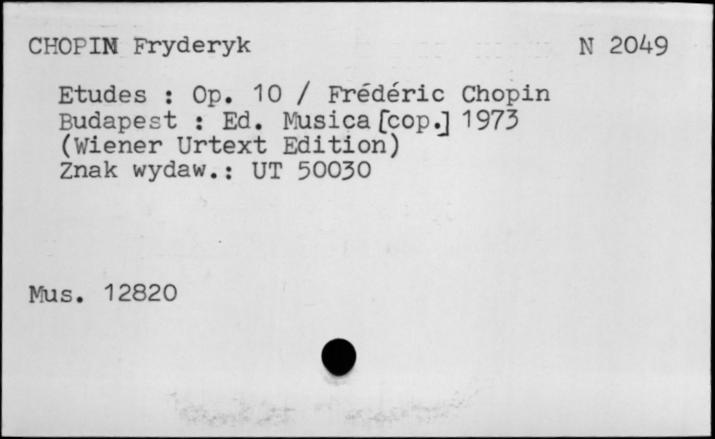 CHOPIN Fryderyk N 2049
Etudes : Op. 10 / Frédéric Chopin
Budapest : Ed. Musica [cop.] 1973
(Wiener Urtext Edition)
Znak wydaw.: UT 50030
Mus. 12820